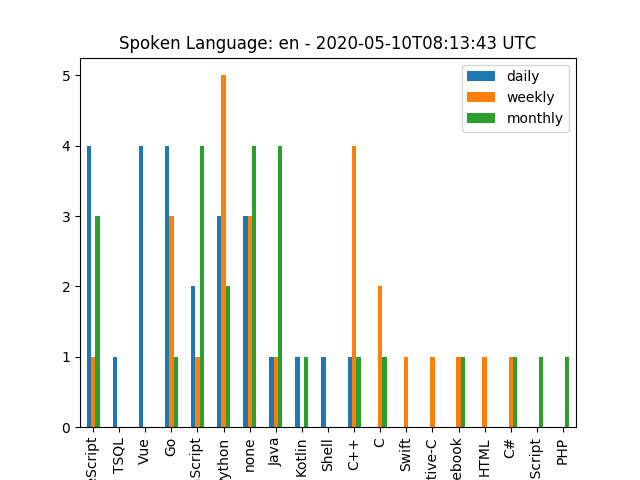 Spoken Language: en - 2020-05-10T08:13:43 UTC
daily
weekly
monthly
5
4
3
2
1
0
eScript
TSQL
Vue
Go
Script
ython
none
Java
Kotlin
Shell
C++
C
Swift
tive-C
ebook
HTML
C#
Script
PHP